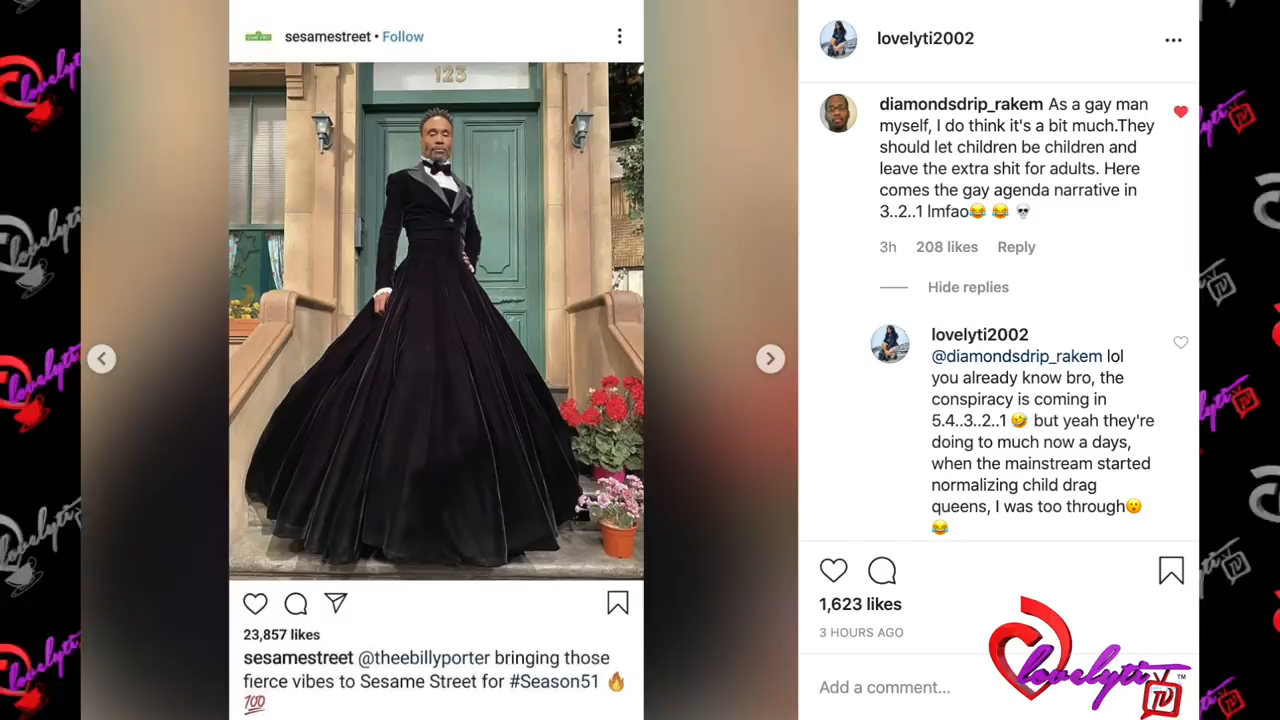 sesamestreet • Follow
123
23,857 likes
sesamestreet @theebillyporter bringing those
fierce vibes to Sesame Street for #Season51 🔥
💯
lovelyti2002
diamondsdrip_rakem As a gay man
myself, I do think it's a bit much.They
should let children be children and
leave the extra shit for adults. Here
comes the gay agenda narrative in
3..2..1 lmfao😂 😂 💀
3h 208 likes Reply
Hide replies
lovelyti2002
@diamondsdrip_rakem lol
you already know bro, the
conspiracy is coming in
5.4..3..2..1 🤣 but yeah they're
doing to much now a days,
when the mainstream started
normalizing child drag
queens, I was too through😮
😂
1,623 likes
3 HOURS AGO
Add a comment...
lovelyti TV™